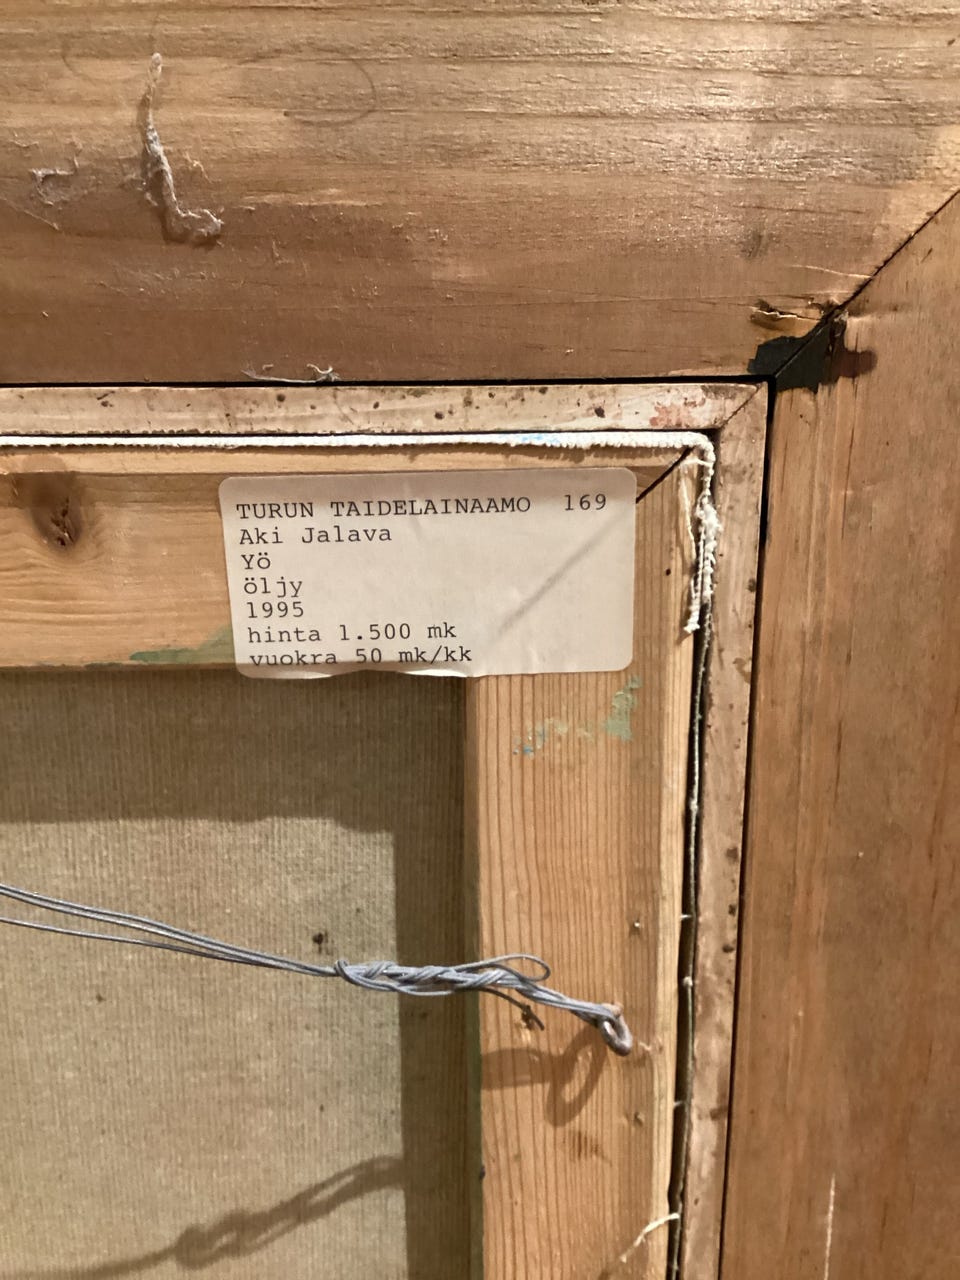 TURUN TAIDELAINAAMO 169
Aki Jalava
Yö
öljy
1995
hinta 1.500 mk
vuokra 50 mk/kk